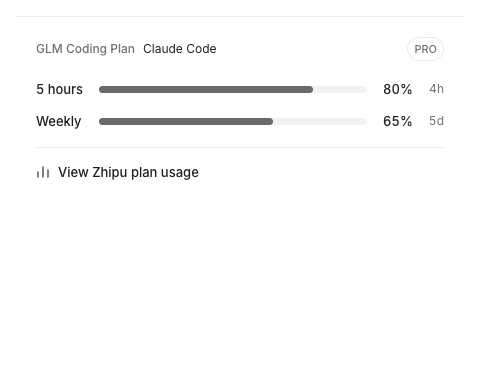 GLM Coding Plan Claude Code PRO
5 hours 80% 4h
Weekly 65% 5d
View Zhipu plan usage